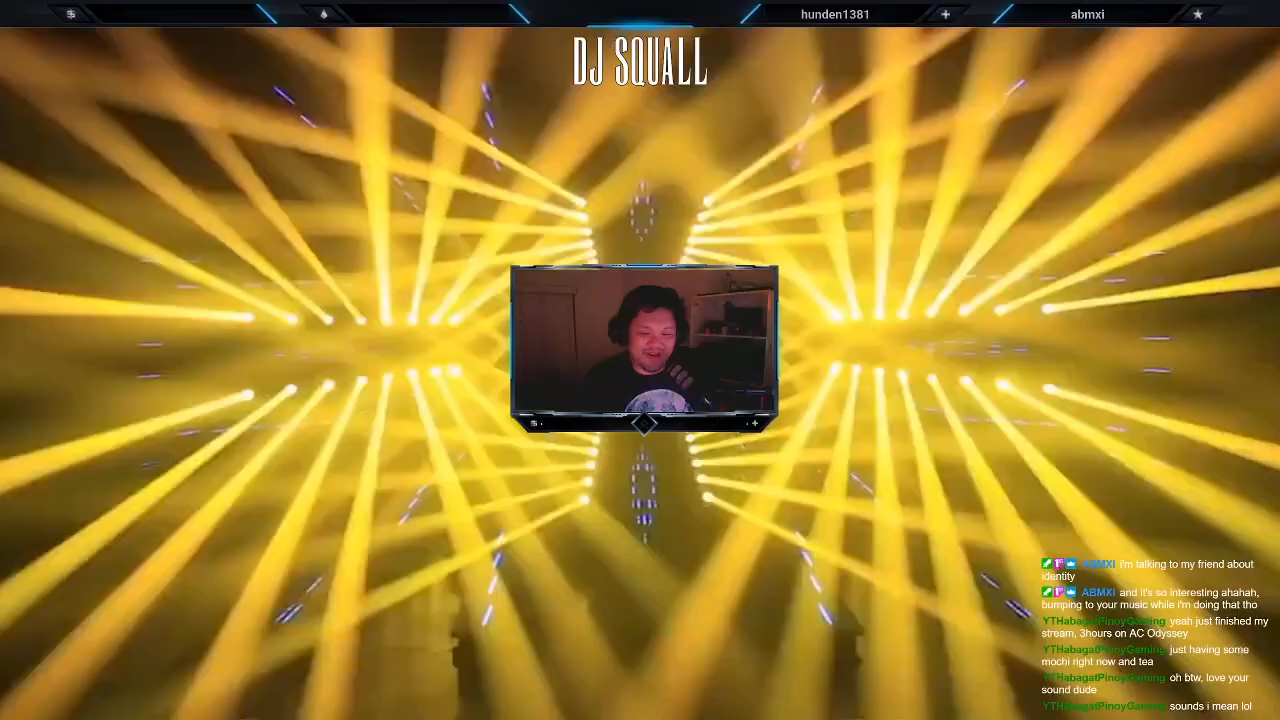 hunden1381
abmxi
DJ SQUALL
ABMXI i'm talking to my friend about
identity
ABMXI and it's so interesting ahahah,
bumping to your music while i'm doing that tho
YTHabagatPinoyGaming yeah just finished my
stream, 3hours on AC Odyssey
YTHabagatPinoyGaming just having some
mochi right now and tea
YTHabagatPinoyGaming oh btw, love your
sound dude
YTHabagatPinoyGaming sounds i mean lol